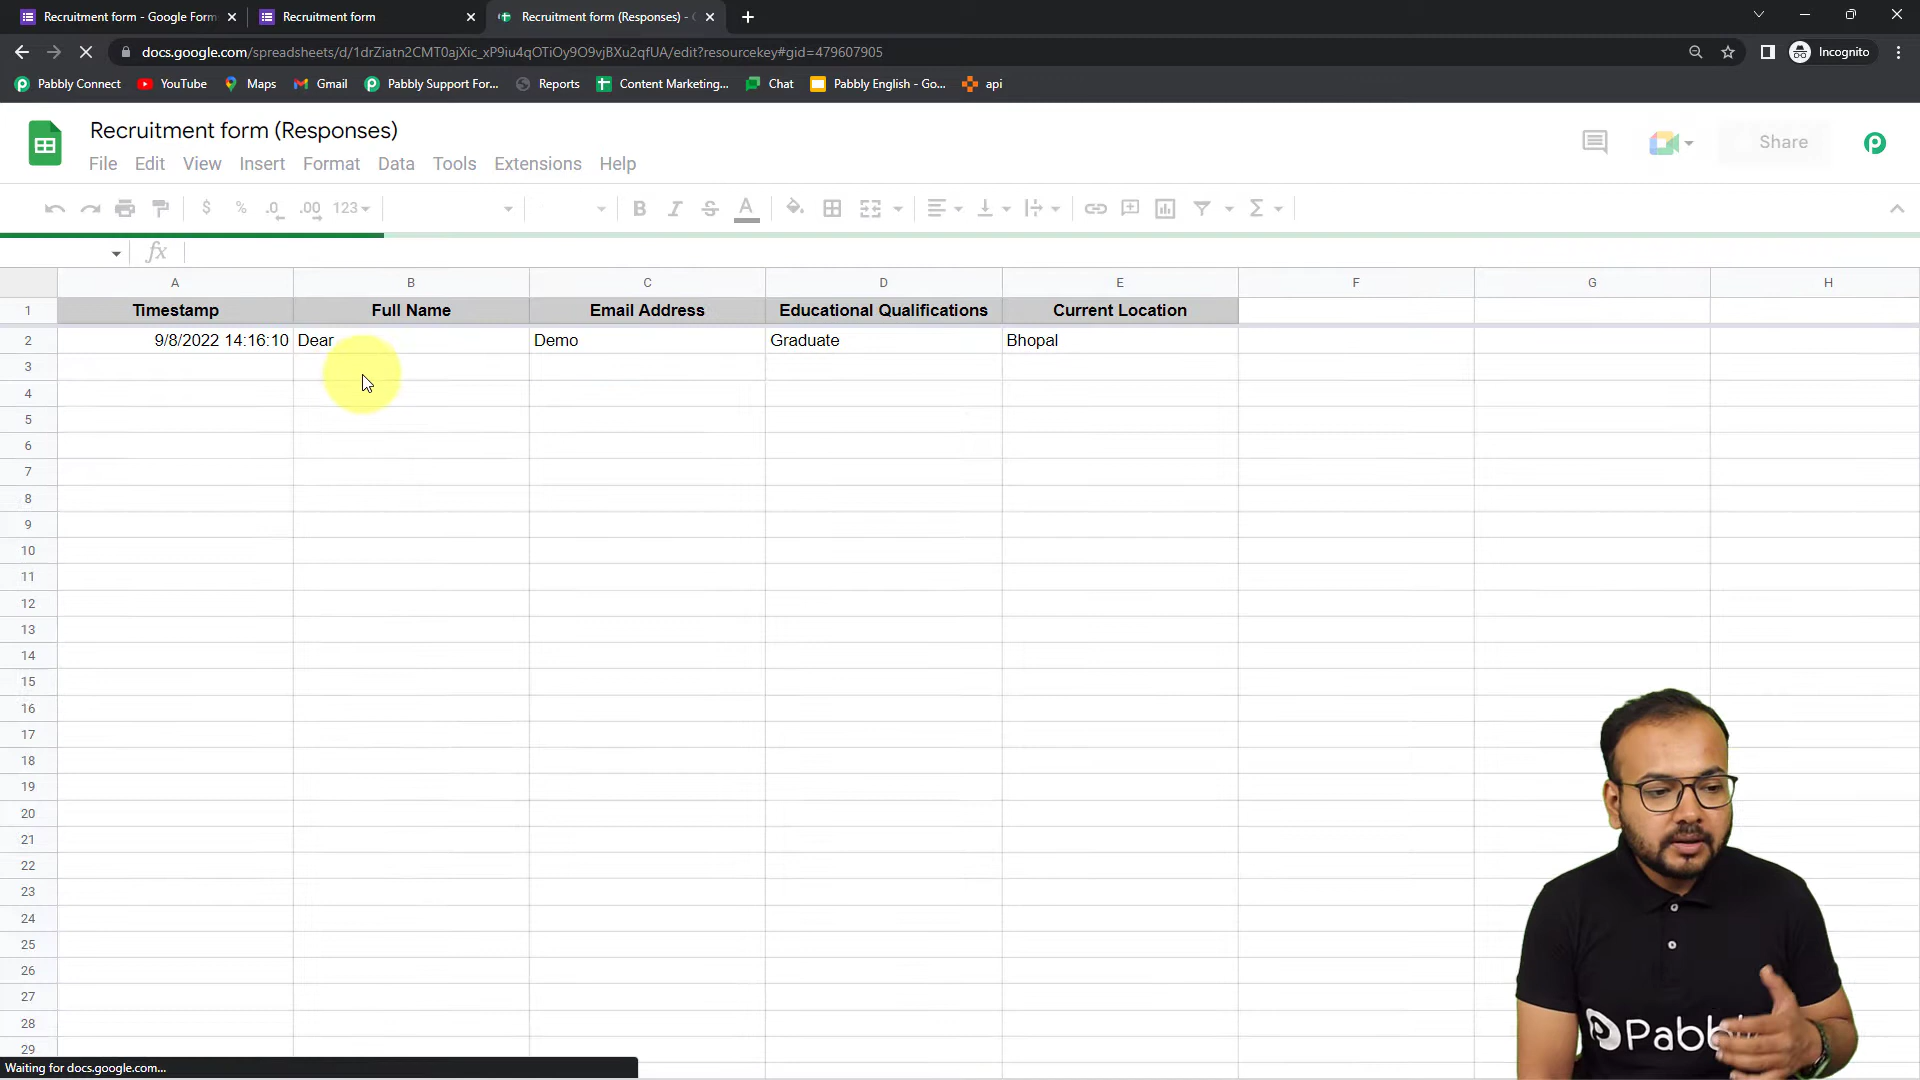 Recruitment form - Google Form
Recruitment form
Recruitment form (Responses) - G
docs.google.com/spreadsheets/d/1drZiatn2CMT0ajXic_xP9iu4qOTiOy9O9vjBXu2qfUA/edit?resourcekey#gid=479607905
Incognito
Pabbly Connect
YouTube
Maps
Gmail
Pabbly Support For...
Reports
Content Marketing...
Chat
Pabbly English - Go...
api
Recruitment form (Responses)
File Edit View Insert Format Data Tools Extensions Help
Share
$ % .0 .00 123 B I S A Σ
fx
A B C D E F G H
1 Timestamp Full Name Email Address Educational Qualifications Current Location
2 9/8/2022 14:16:10 Dear Demo Graduate Bhopal
3
4
5
6
7
8
9
10
11
12
13
14
15
16
17
18
19
20
21
22
23
24
25
26
27
28
29
Pabb
Waiting for docs.google.com...